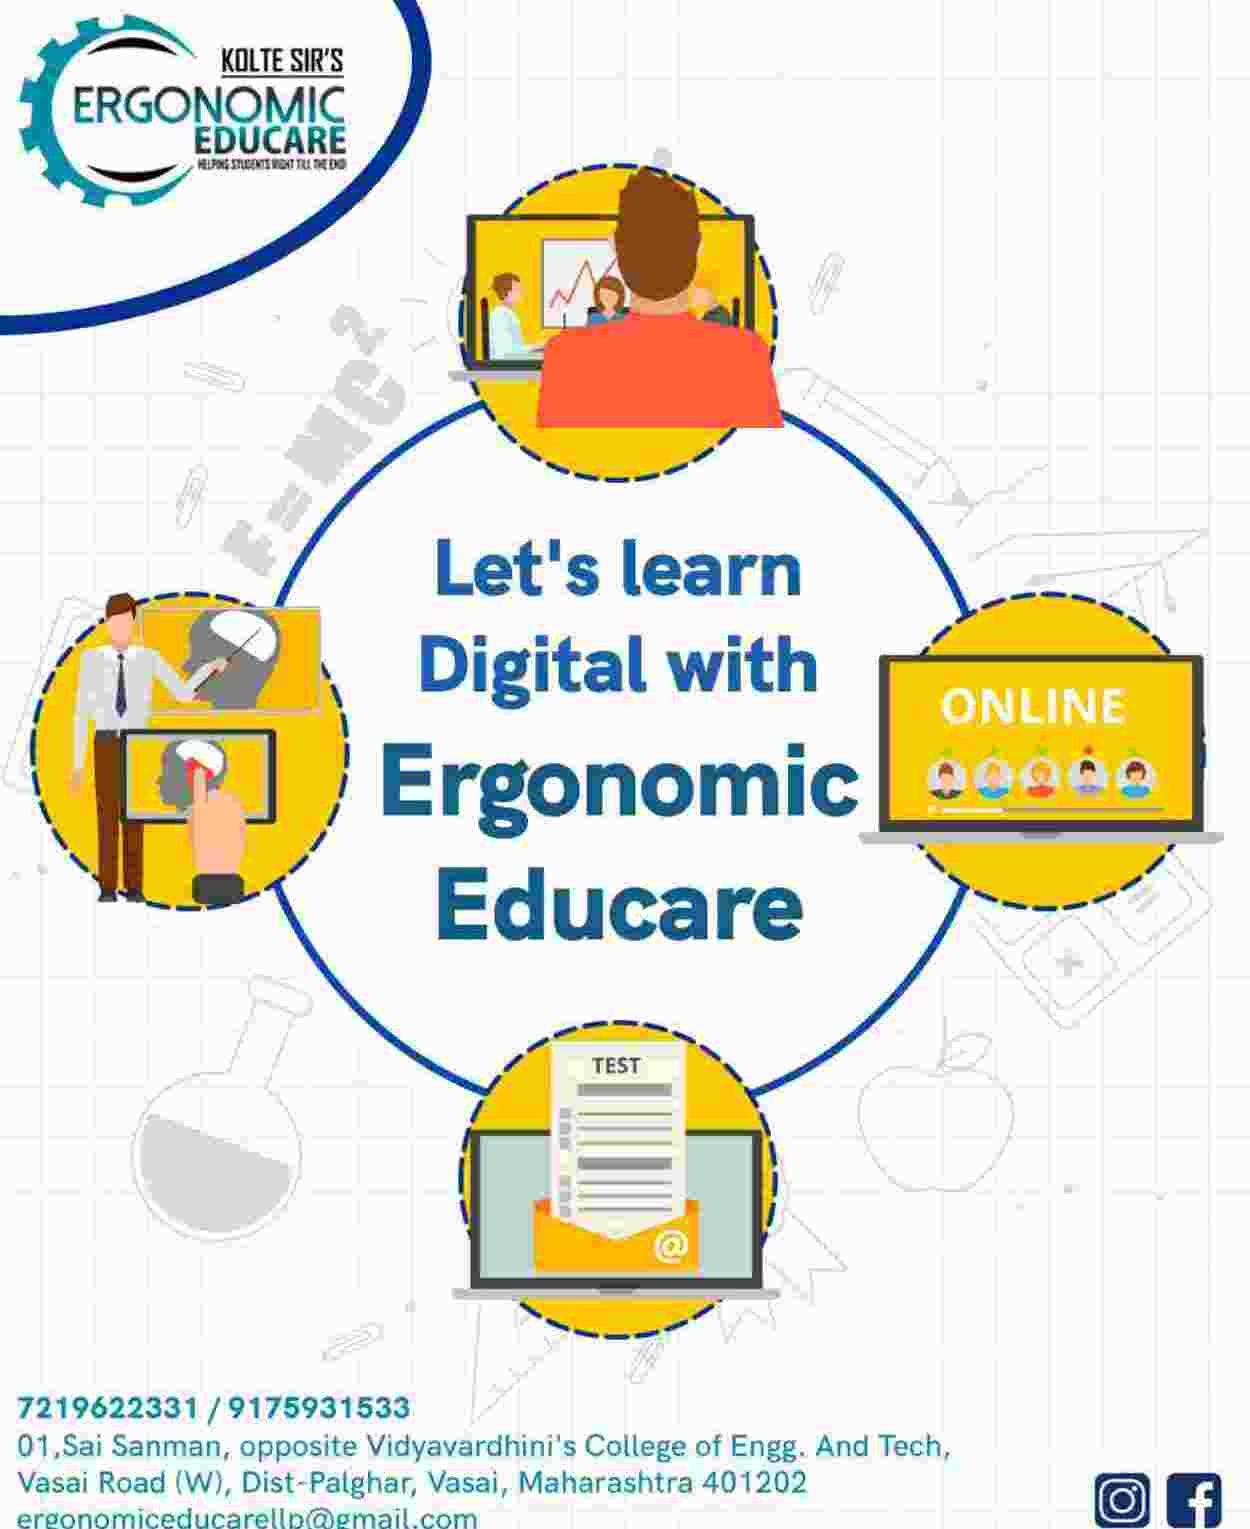 KOLTE SIR'S
ERGONOMIC
EDUCARE
HELPING STUDENTS RIGHT TILL THE END
E=MC2
Let's learn
Digital with
Ergonomic
Educare
ONLINE
TEST
@
7219622331 / 9175931533
01,Sai Sanman, opposite Vidyavardhini's College of Engg. And Tech,
Vasai Road (W), Dist-Palghar, Vasai, Maharashtra 401202
ergonomiceducarellp@gmail.com